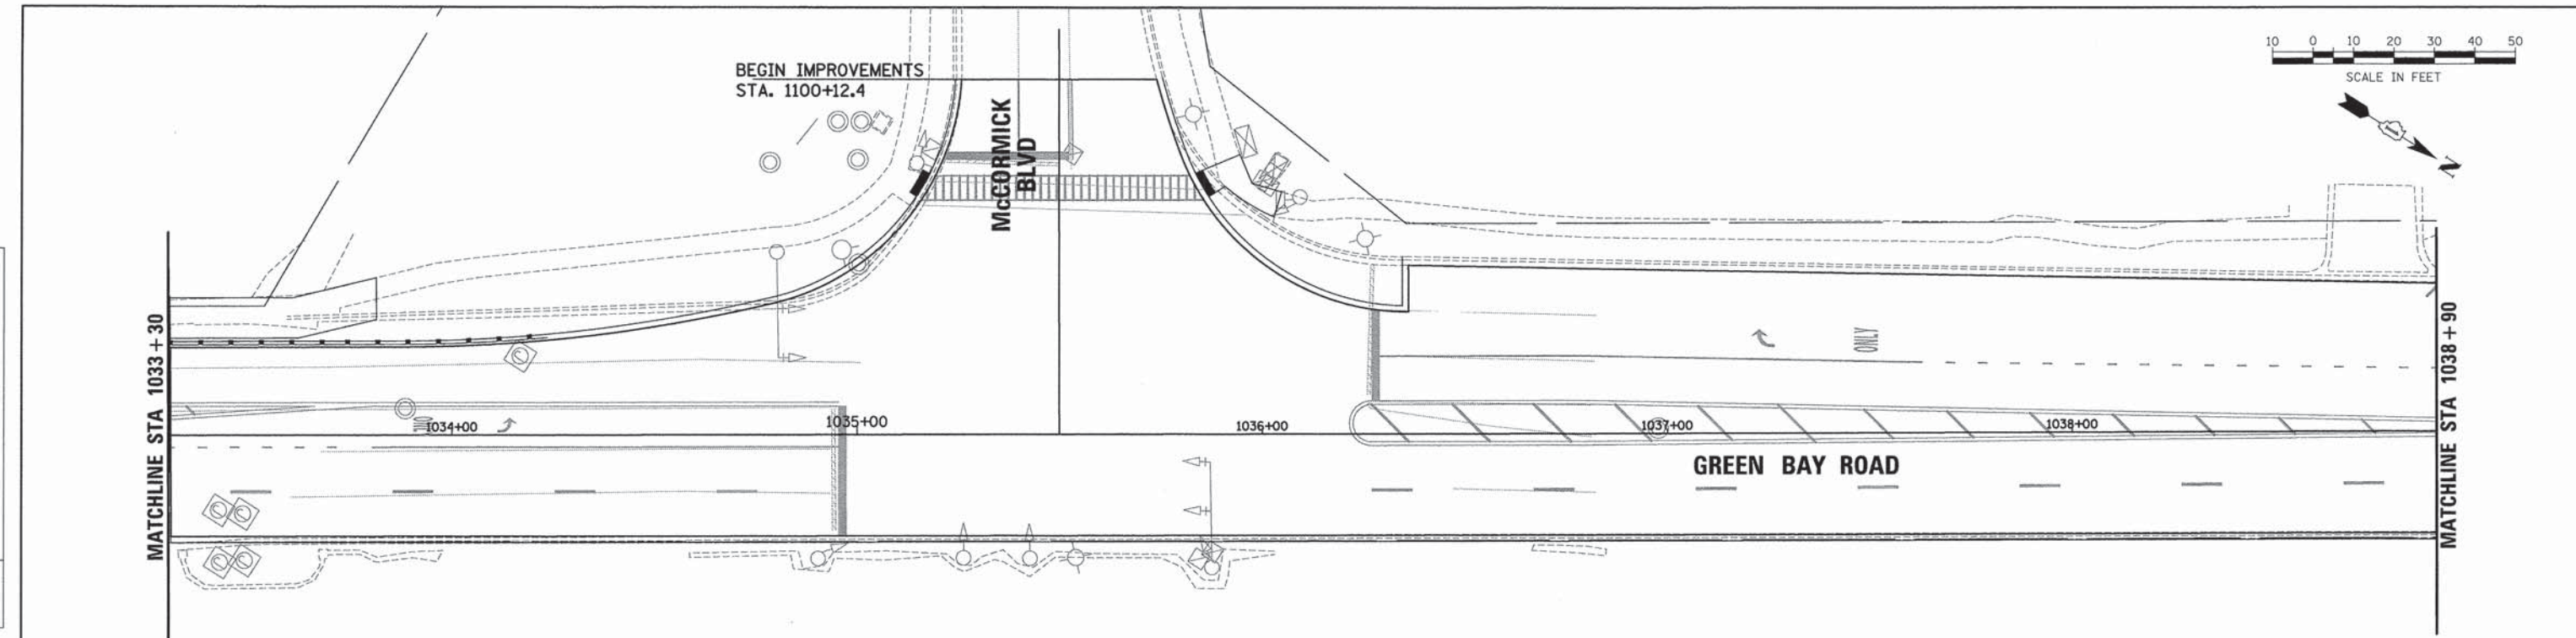 10 0 10 20 30 40 50
SCALE IN FEET
N
BEGIN IMPROVEMENTS
STA. 1100+12.4
McCORMICK
BLVD
MATCHLINE STA 1033+30
MATCHLINE STA 1038+90
ONLY
1034+00
1035+00
1036+00
1037+00
1038+00
GREEN BAY ROAD